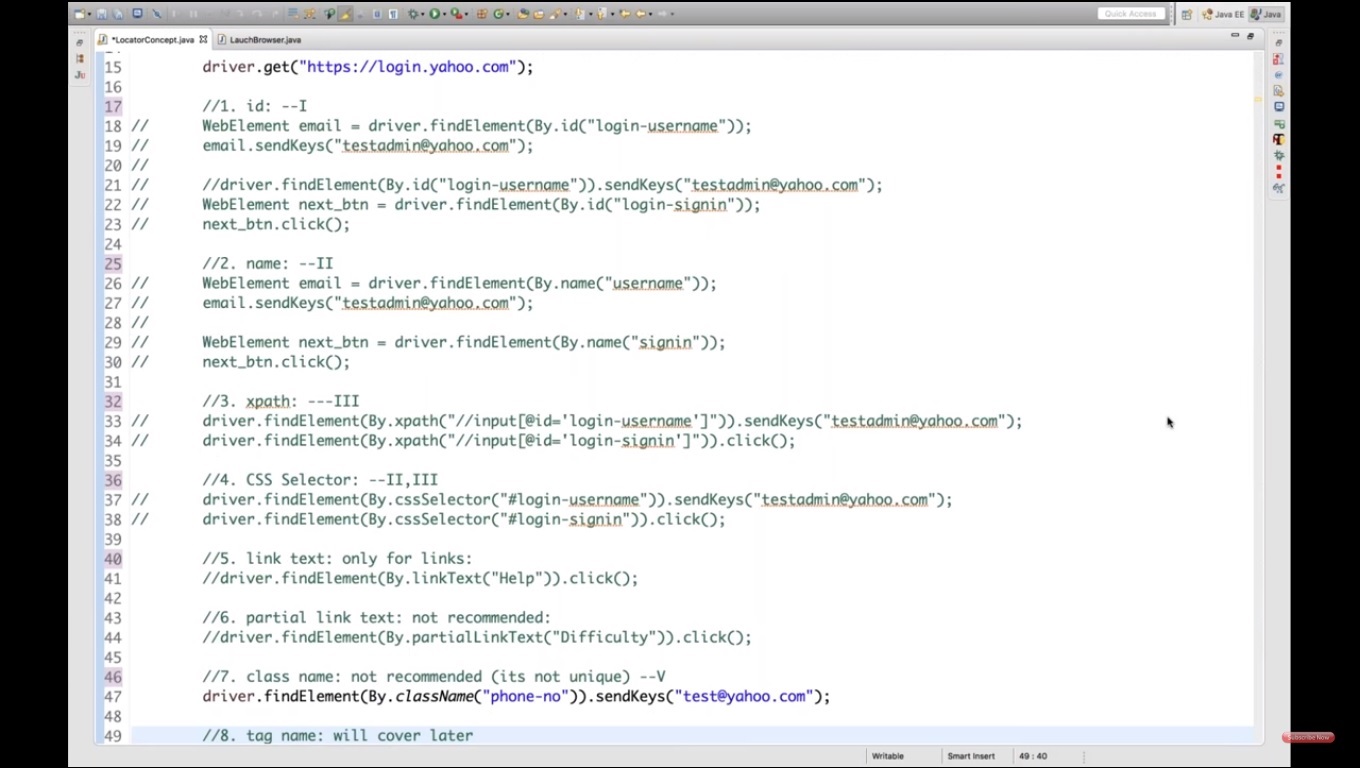 Quick Access
Java EE
Java
*LocatorConcept.java
LauchBrowser.java
15 driver.get("https://login.yahoo.com");
16
17 //1. id: --I
18 // WebElement email = driver.findElement(By.id("login-username"));
19 // email.sendKeys("testadmin@yahoo.com");
20 //
21 // //driver.findElement(By.id("login-username")).sendKeys("testadmin@yahoo.com");
22 // WebElement next_btn = driver.findElement(By.id("login-signin"));
23 // next_btn.click();
24
25 //2. name: --II
26 // WebElement email = driver.findElement(By.name("username"));
27 // email.sendKeys("testadmin@yahoo.com");
28 //
29 // WebElement next_btn = driver.findElement(By.name("signin"));
30 // next_btn.click();
31
32 //3. xpath: ---III
33 // driver.findElement(By.xpath("//input[@id='login-username']")).sendKeys("testadmin@yahoo.com");
34 // driver.findElement(By.xpath("//input[@id='login-signin']")).click();
35
36 //4. CSS Selector: --II,III
37 // driver.findElement(By.cssSelector("#login-username")).sendKeys("testadmin@yahoo.com");
38 // driver.findElement(By.cssSelector("#login-signin")).click();
39
40 //5. link text: only for links:
41 //driver.findElement(By.linkText("Help")).click();
42
43 //6. partial link text: not recommended:
44 //driver.findElement(By.partialLinkText("Difficulty")).click();
45
46 //7. class name: not recommended (its not unique) --V
47 driver.findElement(By.className("phone-no")).sendKeys("test@yahoo.com");
48
49 //8. tag name: will cover later
Writable
Smart Insert
49 : 40
Subscribe Now